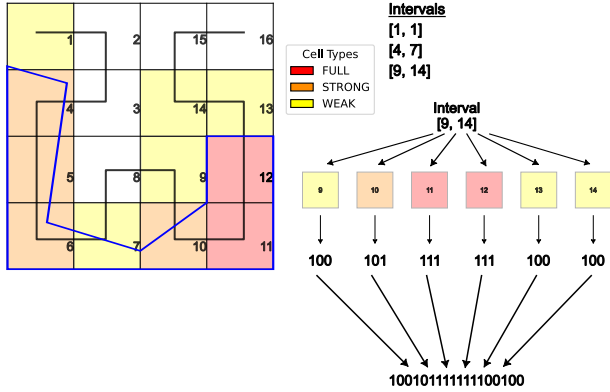 1 2 15 16
4 3 14 13
5 8 9 12
6 7 10 11
Cell Types
FULL
STRONG
WEAK
Intervals
[1, 1]
[4, 7]
[9, 14]
Interval
[9, 14]
9 10 11 12 13 14
100 101 111 111 100 100
100101111111100100